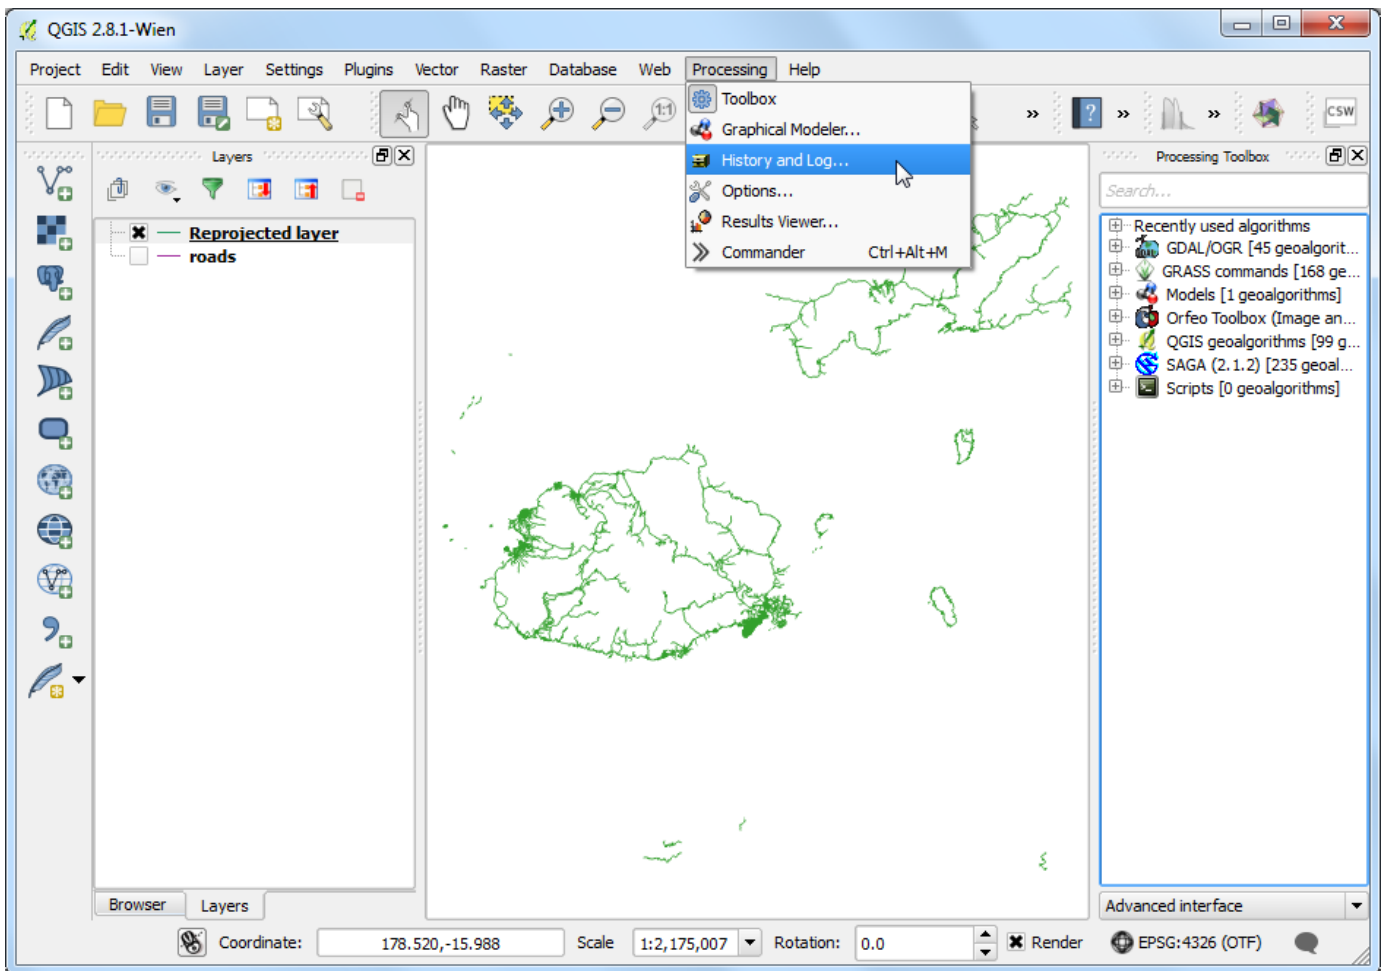 QGIS 2.8.1-Wien
Project Edit View Layer Settings Plugins Vector Raster Database Web Processing Help
Toolbox
Graphical Modeler...
History and Log...
Options...
Results Viewer...
Commander Ctrl+Alt+M
1:1
?
CSW
Layers
Reprojected layer
roads
Browser Layers
Processing Toolbox
Search...
Recently used algorithms
GDAL/OGR [45 geoalgorit...
GRASS commands [168 ge...
Models [1 geoalgorithms]
Orfeo Toolbox (Image an...
QGIS geoalgorithms [99 g...
SAGA (2.1.2) [235 geoal...
Scripts [0 geoalgorithms]
Advanced interface
Coordinate: 178.520,-15.988 Scale 1:2,175,007 Rotation: 0.0 Render EPSG:4326 (OTF)